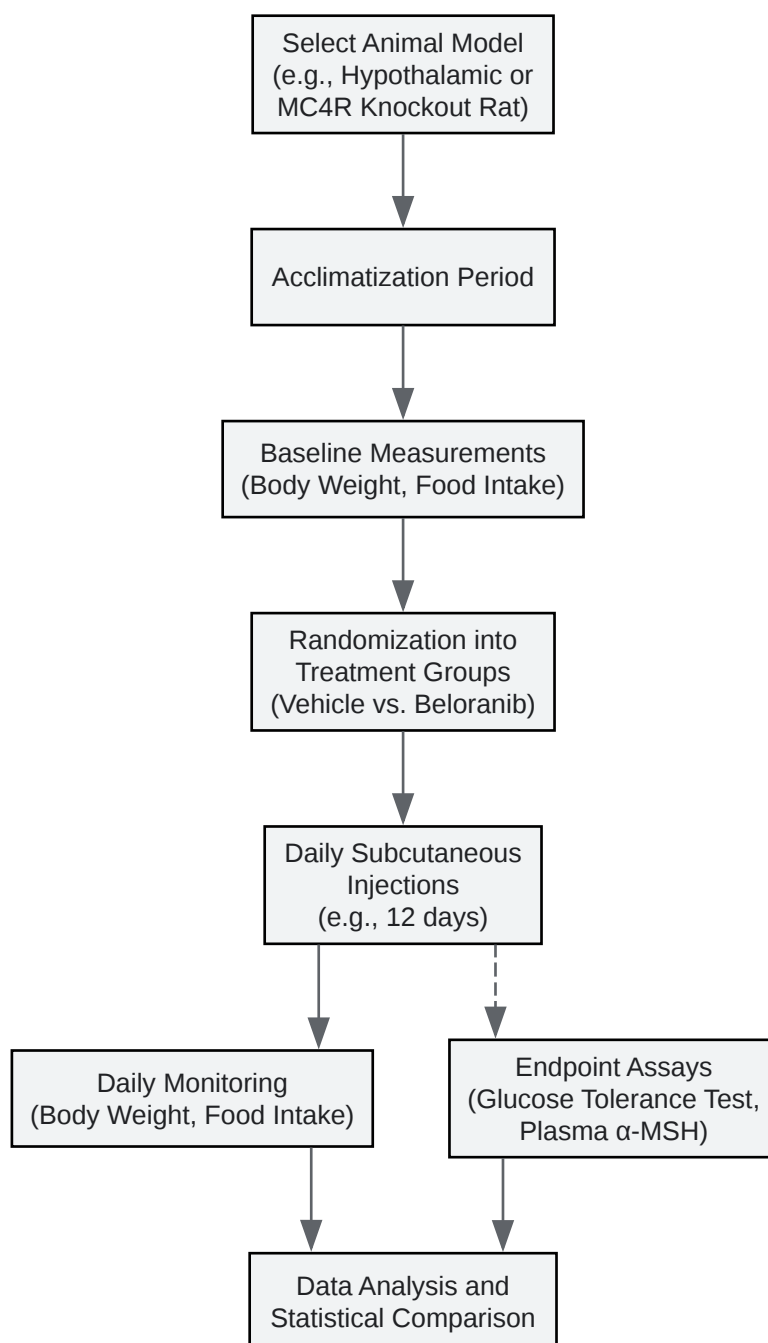 Select Animal Model
(e.g., Hypothalamic or
MC4R Knockout Rat)
Acclimatization Period
Baseline Measurements
(Body Weight, Food Intake)
Randomization into
Treatment Groups
(Vehicle vs. Beloranib)
Daily Subcutaneous
Injections
(e.g., 12 days)
Daily Monitoring
(Body Weight, Food Intake)
Endpoint Assays
(Glucose Tolerance Test,
Plasma α-MSH)
Data Analysis and
Statistical Comparison